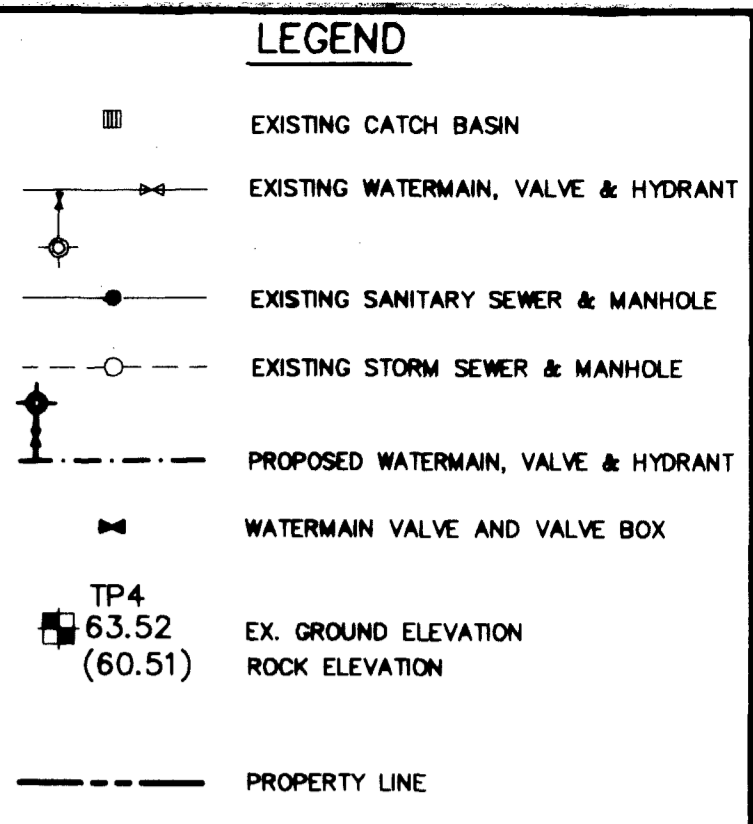 LEGEND
EXISTING CATCH BASIN
EXISTING WATERMAIN, VALVE & HYDRANT
EXISTING SANITARY SEWER & MANHOLE
EXISTING STORM SEWER & MANHOLE
PROPOSED WATERMAIN, VALVE & HYDRANT
WATERMAIN VALVE AND VALVE BOX
TP4
63.52 EX. GROUND ELEVATION
(60.51) ROCK ELEVATION
PROPERTY LINE